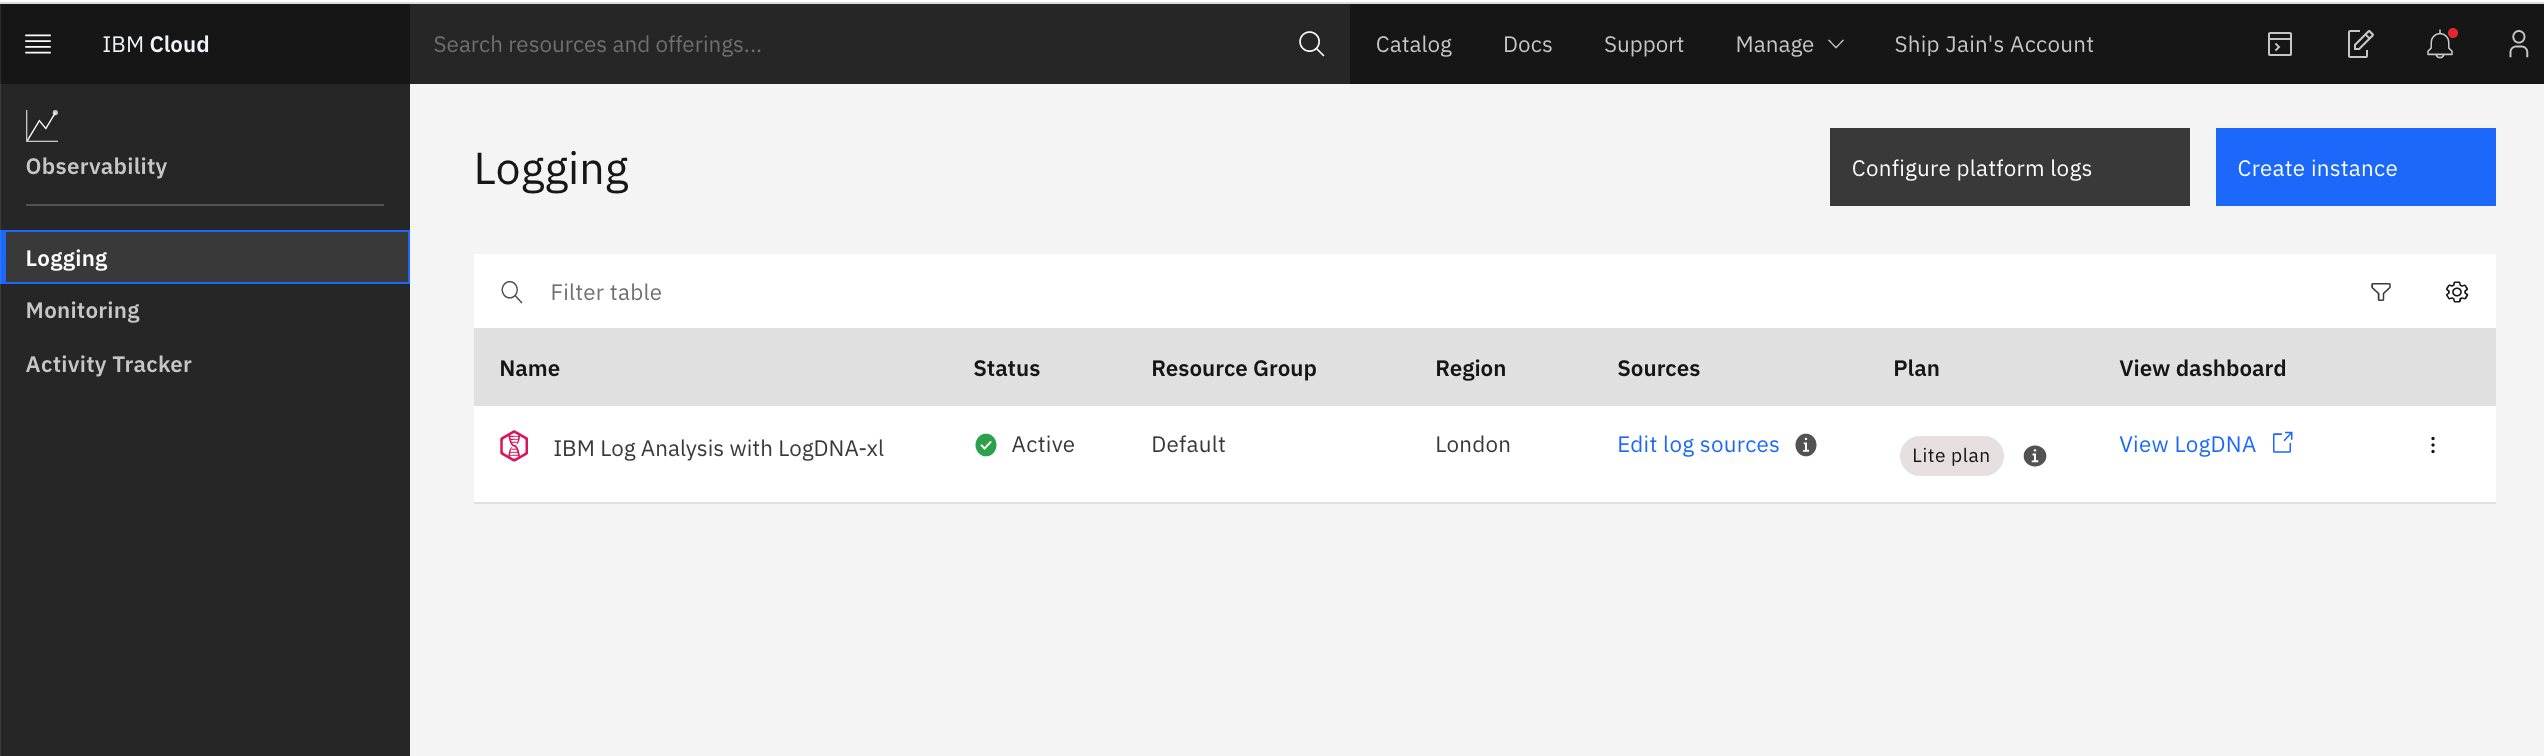 IBM Cloud
Search resources and offerings...
Catalog
Docs
Support
Manage
Ship Jain's Account
Observability
Logging
Monitoring
Activity Tracker
Logging
Configure platform logs
Create instance
Filter table
Name Status Resource Group Region Sources Plan View dashboard
IBM Log Analysis with LogDNA-xl Active Default London Edit log sources Lite plan View LogDNA